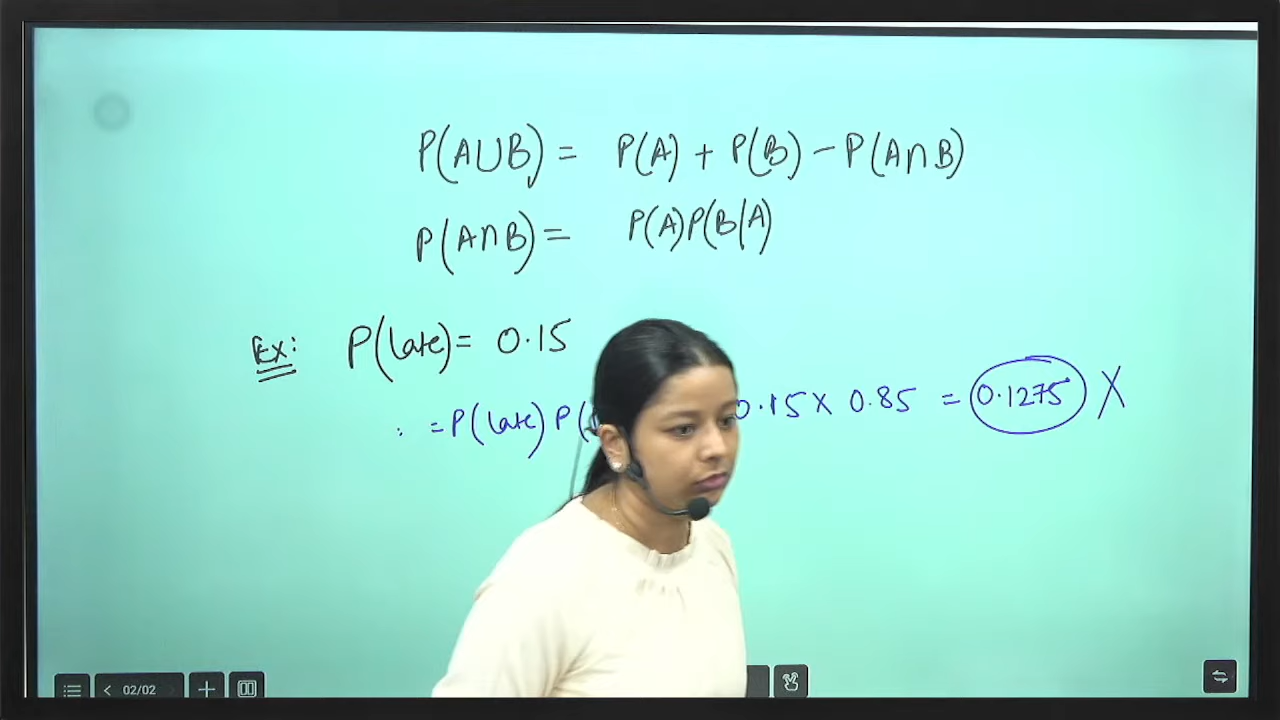 P(A∪B) = P(A) + P(B) − P(A∩B)
P(A∩B) = P(A)P(B|A)
Ex: P(late) = 0.15
= P(late) P( 0.15 X 0.85 = 0.1275 X
02/02